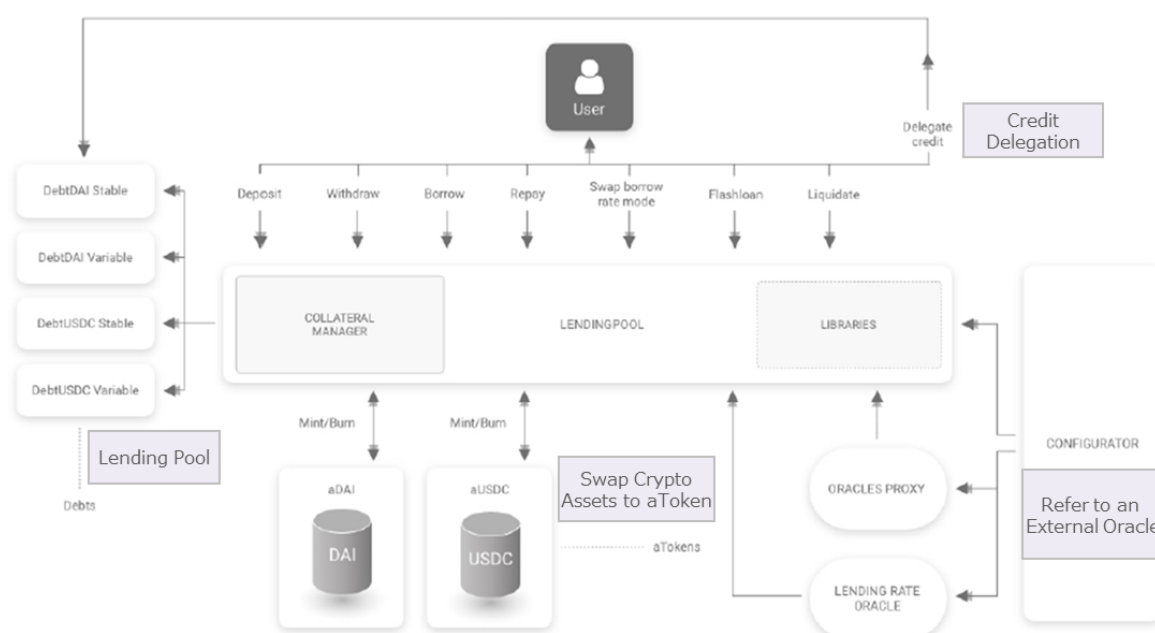 User
Delegate
credit
Credit
Delegation
DebtDAI Stable
Deposit
Withdraw
Borrow
Repay
Swap borrow
rate mode
Flashloan
Liquidate
DebtDAI Variable
DebtUSDC Stable
DebtUSDC Variable
COLLATERAL
MANAGER
LENDINGPOOL
LIBRARIES
Mint/Burn
Mint/Burn
Lending Pool
Debts
aDAI
DAI
aUSDC
USDC
Swap Crypto
Assets to aToken
aTokens
ORACLES PROXY
LENDING RATE
ORACLE
CONFIGURATOR
Refer to an
External Oracle